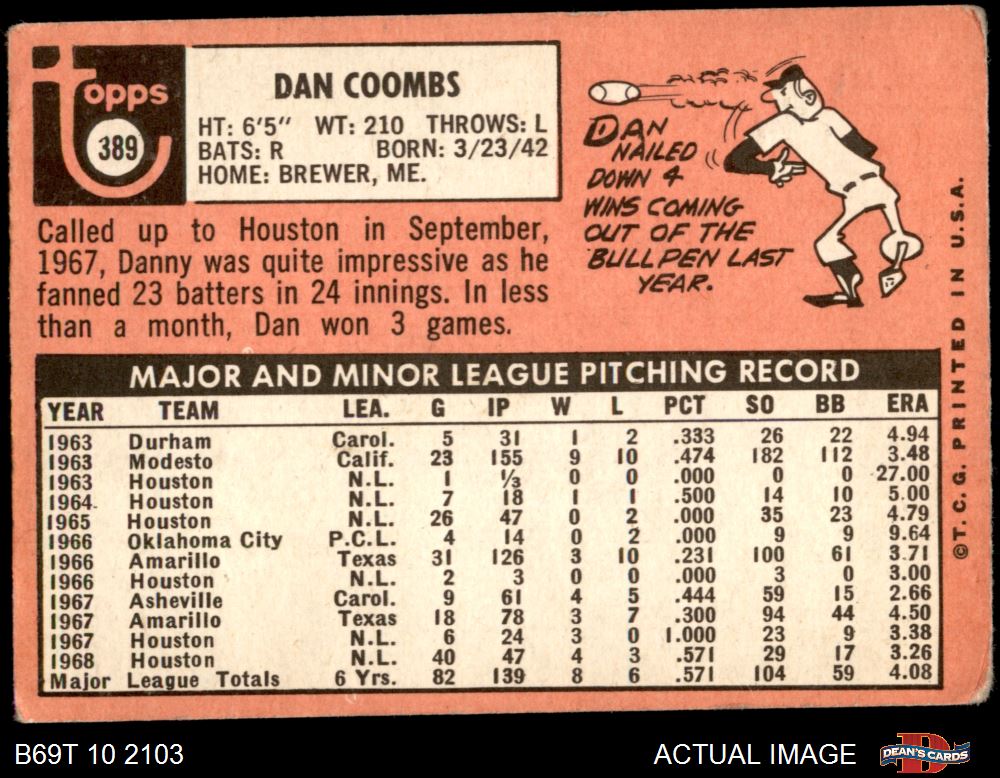 Topps
389
DAN COOMBS
HT: 6'5" WT: 210 THROWS: L
BATS: R BORN: 3/23/42
HOME: BREWER, ME.
Called up to Houston in September,
1967, Danny was quite impressive as he
fanned 23 batters in 24 innings. In less
than a month, Dan won 3 games.
DAN
NAILED
DOWN 4
WINS COMING
OUT OF THE
BULLPEN LAST
YEAR.
MAJOR AND MINOR LEAGUE PITCHING RECORD
YEAR TEAM LEA. G IP W L PCT SO BB ERA
1963 Durham Carol. 5 31 1 2 .333 26 22 4.94
1963 Modesto Calif. 23 155 9 10 .474 182 112 3.48
1963 Houston N.L. 1 ⅓ 0 0 .000 0 0 27.00
1964 Houston N.L. 7 18 1 1 .500 14 10 5.00
1965 Houston N.L. 26 47 0 2 .000 35 23 4.79
1966 Oklahoma City P.C.L. 4 14 0 2 .000 9 9 9.64
1966 Amarillo Texas 31 126 3 10 .231 100 61 3.71
1966 Houston N.L. 2 3 0 0 .000 3 0 3.00
1967 Asheville Carol. 9 61 4 5 .444 59 15 2.66
1967 Amarillo Texas 18 78 3 7 .300 94 44 4.50
1967 Houston N.L. 6 24 3 0 1.000 23 9 3.38
1968 Houston N.L. 40 47 4 3 .571 29 17 3.26
Major League Totals 6 Yrs. 82 139 8 6 .571 104 59 4.08
©T. C. G. PRINTED IN U.S.A.
B69T 10 2103
ACTUAL IMAGE
DEAN'S CARDS